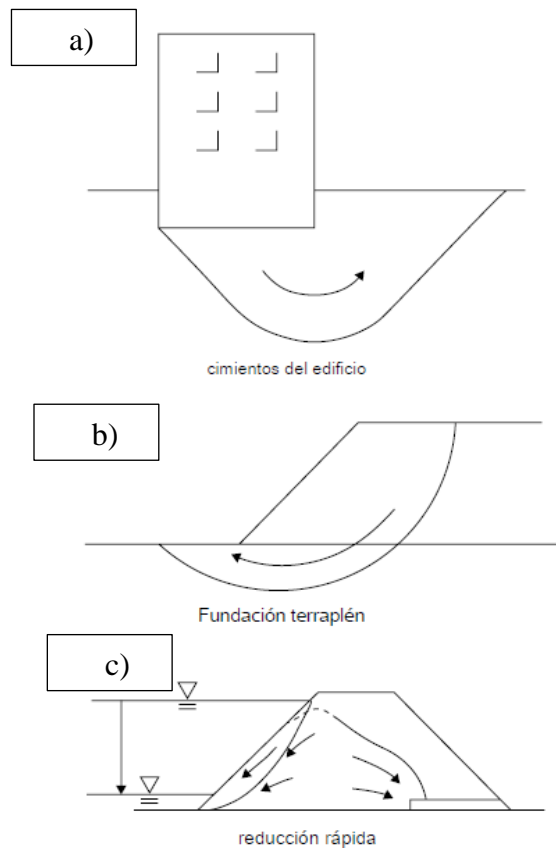 a)
cimientos del edificio
b)
Fundación terraplén
c)
reducción rápida